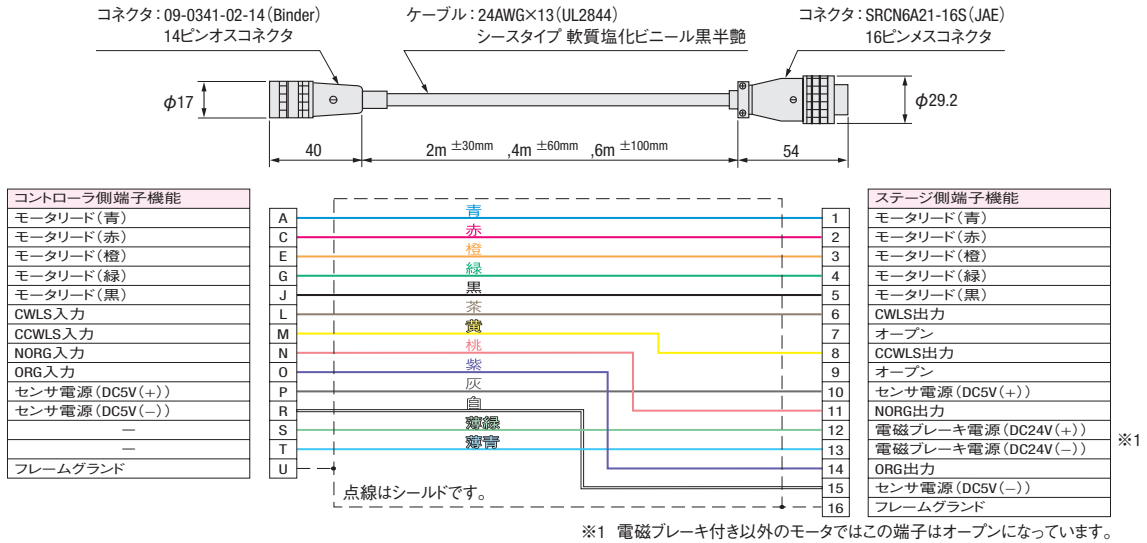 コネクタ：09-0341-02-14（Binder）
14ピンオスコネクタ
ケーブル：24AWG×13（UL2844）
シースタイプ 軟質塩化ビニール黒半艶
コネクタ：SRCN6A21-16S（JAE）
16ピンメスコネクタ
φ17
φ29.2
40
2m ±30mm ,4m ±60mm ,6m ±100mm
54
コントローラ側端子機能
モータリード（青）
モータリード（赤）
モータリード（橙）
モータリード（緑）
モータリード（黒）
CWLS入力
CCWLS入力
NORG入力
ORG入力
センサ電源（DC5V（+））
センサ電源（DC5V（−））
−
−
フレームグランド
A
C
E
G
J
L
M
N
O
P
R
S
T
U
青
赤
橙
緑
黒
茶
黄
桃
紫
灰
白
薄緑
薄青
点線はシールドです。
1
2
3
4
5
6
7
8
9
10
11
12
13
14
15
16
ステージ側端子機能
モータリード（青）
モータリード（赤）
モータリード（橙）
モータリード（緑）
モータリード（黒）
CWLS出力
オープン
CCWLS出力
オープン
センサ電源（DC5V（+））
NORG出力
電磁ブレーキ電源（DC24V（+））
電磁ブレーキ電源（DC24V（−））
ORG出力
センサ電源（DC5V（−））
フレームグランド
※1
※1 電磁ブレーキ付き以外のモータではこの端子はオープンになっています。